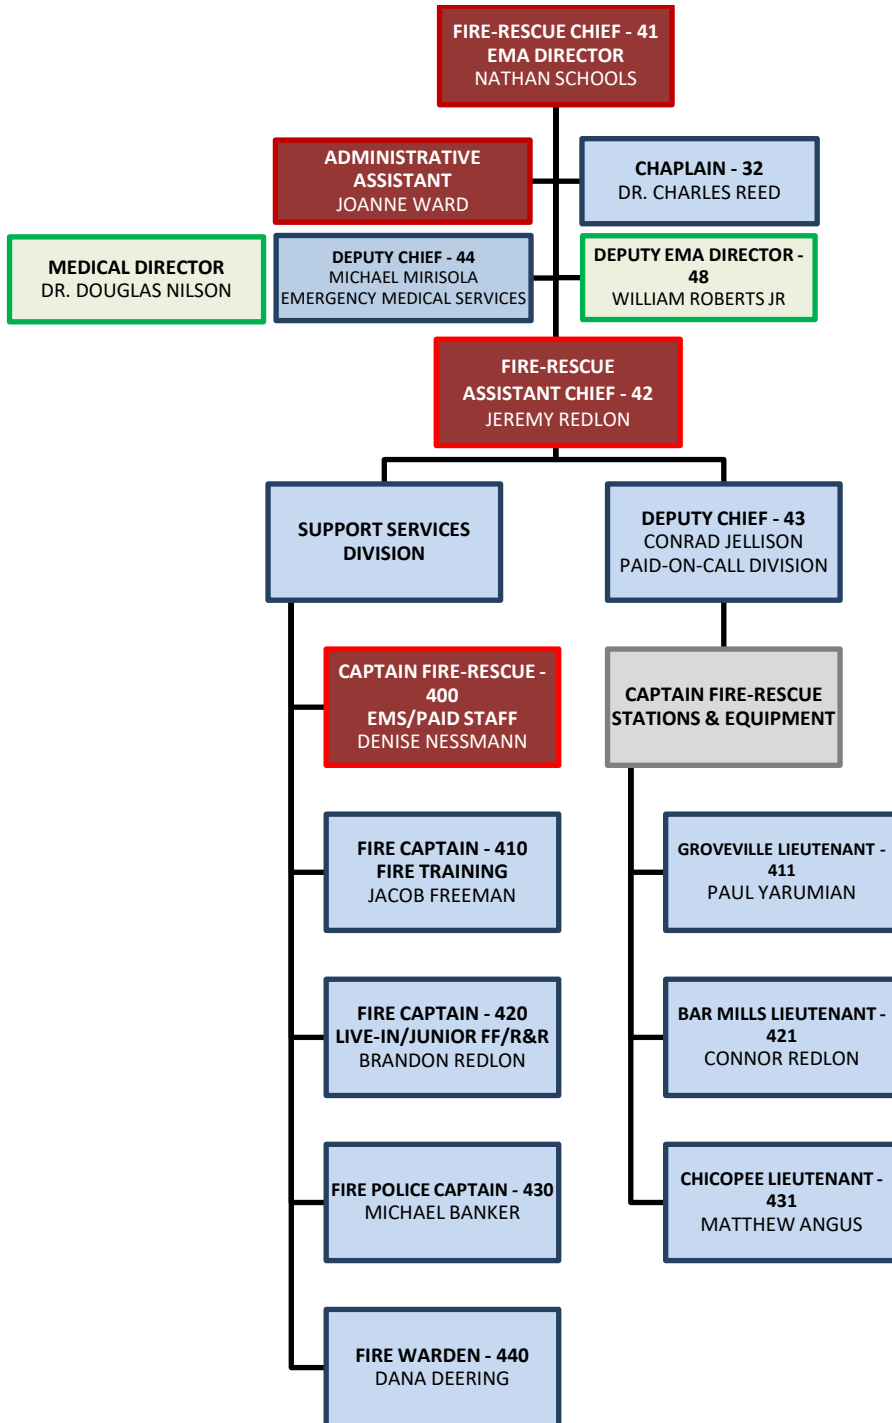 FIRE-RESCUE CHIEF - 41
EMA DIRECTOR
NATHAN SCHOOLS
ADMINISTRATIVE
ASSISTANT
JOANNE WARD
CHAPLAIN - 32
DR. CHARLES REED
MEDICAL DIRECTOR
DR. DOUGLAS NILSON
DEPUTY CHIEF - 44
MICHAEL MIRISOLA
EMERGENCY MEDICAL SERVICES
DEPUTY EMA DIRECTOR -
48
WILLIAM ROBERTS JR
FIRE-RESCUE
ASSISTANT CHIEF - 42
JEREMY REDLON
SUPPORT SERVICES
DIVISION
DEPUTY CHIEF - 43
CONRAD JELLISON
PAID-ON-CALL DIVISION
CAPTAIN FIRE-RESCUE -
400
EMS/PAID STAFF
DENISE NESSMANN
CAPTAIN FIRE-RESCUE
STATIONS & EQUIPMENT
FIRE CAPTAIN - 410
FIRE TRAINING
JACOB FREEMAN
GROVEVILLE LIEUTENANT -
411
PAUL YARUMIAN
FIRE CAPTAIN - 420
LIVE-IN/JUNIOR FF/R&R
BRANDON REDLON
BAR MILLS LIEUTENANT -
421
CONNOR REDLON
FIRE POLICE CAPTAIN - 430
MICHAEL BANKER
CHICOPEE LIEUTENANT -
431
MATTHEW ANGUS
FIRE WARDEN - 440
DANA DEERING